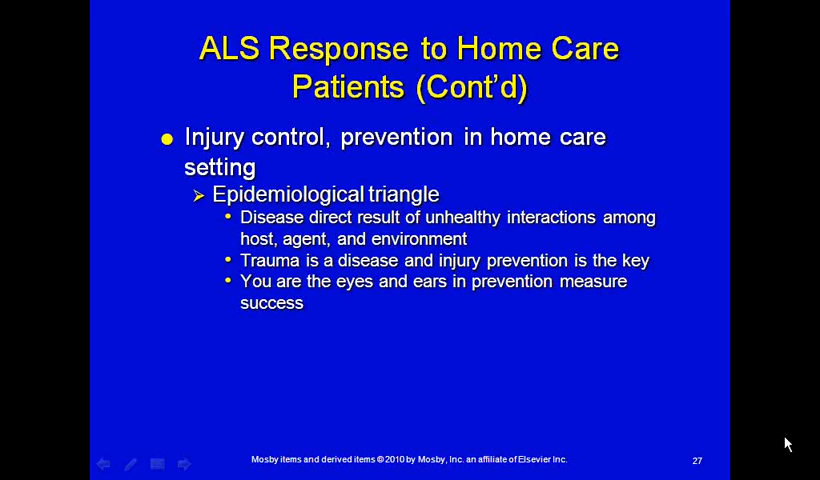 ALS Response to Home Care
Patients (Cont'd)
Injury control, prevention in home care
setting
Epidemiological triangle
Disease direct result of unhealthy interactions among
host, agent, and environment
Trauma is a disease and injury prevention is the key
You are the eyes and ears in prevention measure
success
Mosby items and derived items © 2010 by Mosby, Inc. an affiliate of Elsevier Inc.
27